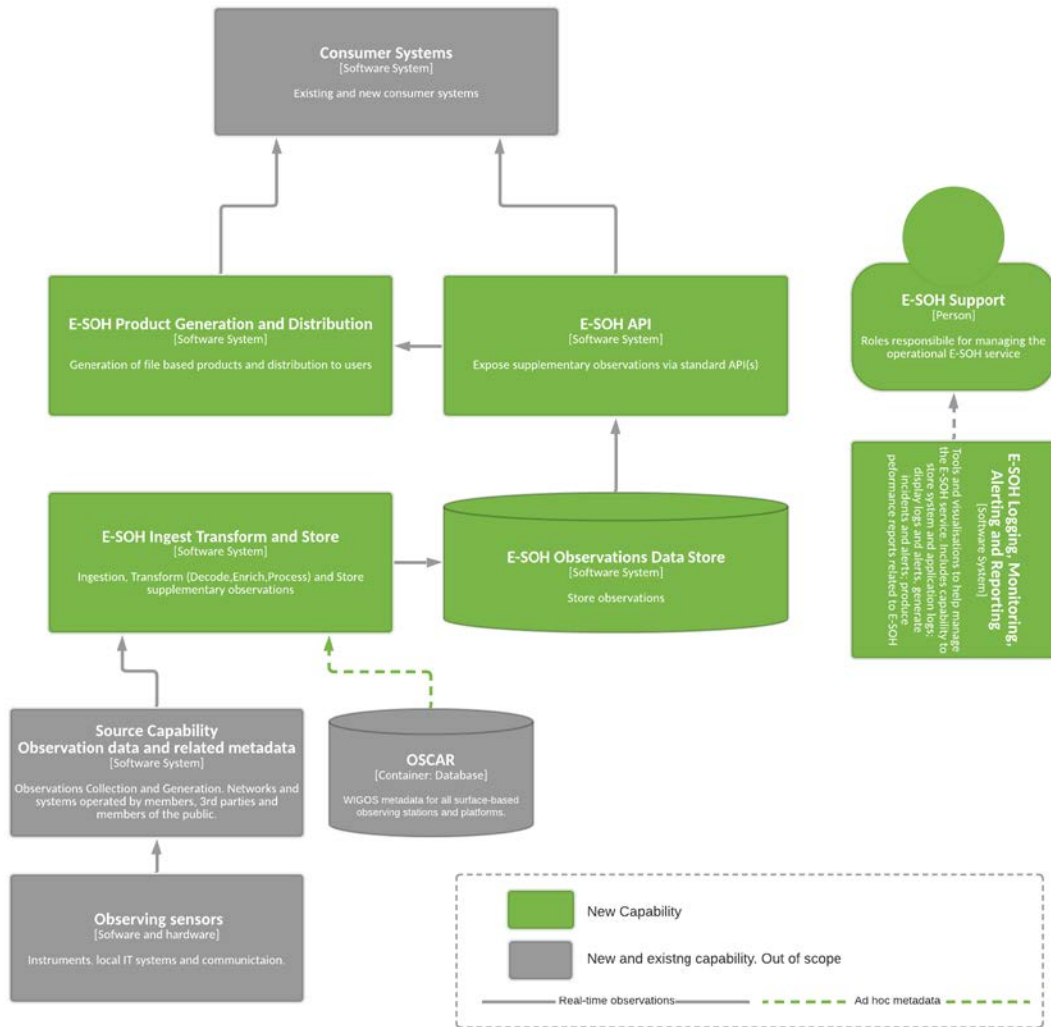 Consumer Systems
[Software System]
Existing and new consumer systems
E-SOH Product Generation and Distribution
[Software System]
Generation of file based products and distribution to users
E-SOH API
[Software System]
Expose supplementary observations via standard API(s)
E-SOH Support
[Person]
Roles responsibile for managing the
operational E-SOH service
E-SOH Ingest Transform and Store
[Software System]
Ingestion, Transform (Decode,Enrich,Process) and Store
supplementary observations
E-SOH Observations Data Store
[Software System]
Store observations
E-SOH Logging, Monitoring,
Alerting and Reporting
[Software System]
Tools and visualisations to help manage
the E-SOH service. Includes capability to
store system and application logs;
display logs and alerts, generate
incidents and alerts; produce
peformance reports related to E-SOH
Source Capability
Observation data and related metadata
[Software System]
Observations Collection and Generation. Networks and
systems operated by members, 3rd parties and
members of the public.
OSCAR
[Container: Database]
WIGOS metadata for all surface-based
observing stations and platforms.
Observing sensors
[Sofware and hardware]
Instruments, local IT systems and communictaion.
New Capability
New and existng capability. Out of scope
Real-time observations
Ad hoc metadata